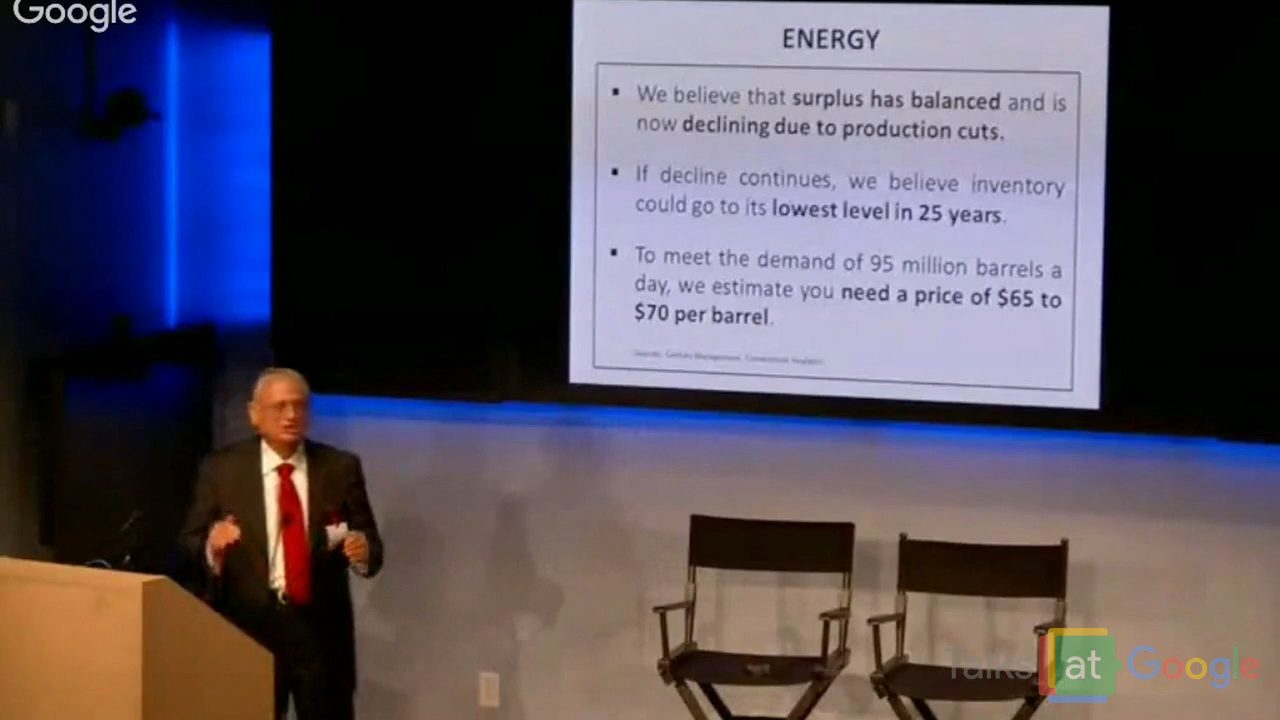 Google
ENERGY
▪ We believe that surplus has balanced and is
now declining due to production cuts.
▪ If decline continues, we believe inventory
could go to its lowest level in 25 years.
▪ To meet the demand of 95 million barrels a
day, we estimate you need a price of $65 to
$70 per barrel.
Talks at Google